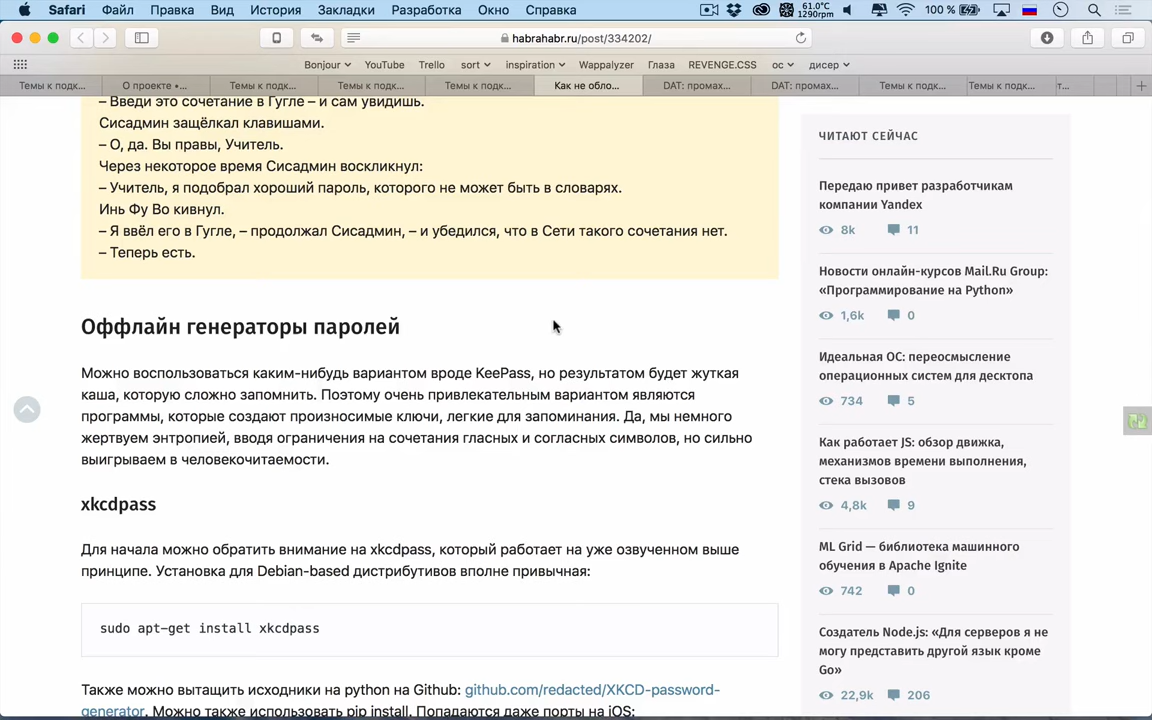 Safari Файл Правка Вид История Закладки Разработка Окно Справка
61.0°C
1290rpm
100 %
habrahabr.ru/post/334202/
Bonjour YouTube Trello sort inspiration Wappalyzer Глаза REVENGE.CSS ос дисер
Темы к подк... О проекте •... Темы к подк... Темы к подк... Темы к подк... Как не обло... DAT: промах... DAT: промах... Темы к подк... Темы к подк... т...
– Введи это сочетание в Гугле – и сам увидишь.
Сисадмин защёлкал клавишами.
– О, да. Вы правы, Учитель.
Через некоторое время Сисадмин воскликнул:
– Учитель, я подобрал хороший пароль, которого не может быть в словарях.
Инь Фу Во кивнул.
– Я ввёл его в Гугле, – продолжал Сисадмин, – и убедился, что в Сети такого сочетания нет.
– Теперь есть.
Оффлайн генераторы паролей
Можно воспользоваться каким-нибудь вариантом вроде KeePass, но результатом будет жуткая
каша, которую сложно запомнить. Поэтому очень привлекательным вариантом являются
программы, которые создают произносимые ключи, легкие для запоминания. Да, мы немного
жертвуем энтропией, вводя ограничения на сочетания гласных и согласных символов, но сильно
выигрываем в человекочитаемости.
xkcdpass
Для начала можно обратить внимание на xkcdpass, который работает на уже озвученном выше
принципе. Установка для Debian-based дистрибутивов вполне привычная:
sudo apt-get install xkcdpass
Также можно вытащить исходники на python на Github: github.com/redacted/XKCD-password-
generator. Можно также использовать pip install. Попадаются даже порты на iOS:
ЧИТАЮТ СЕЙЧАС
Передаю привет разработчикам
компании Yandex
8k 11
Новости онлайн-курсов Mail.Ru Group:
«Программирование на Python»
1,6k 0
Идеальная ОС: переосмысление
операционных систем для десктопа
734 5
Как работает JS: обзор движка,
механизмов времени выполнения,
стека вызовов
4,8k 9
ML Grid — библиотека машинного
обучения в Apache Ignite
742 0
Создатель Node.js: «Для серверов я не
могу представить другой язык кроме
Go»
22,9k 206